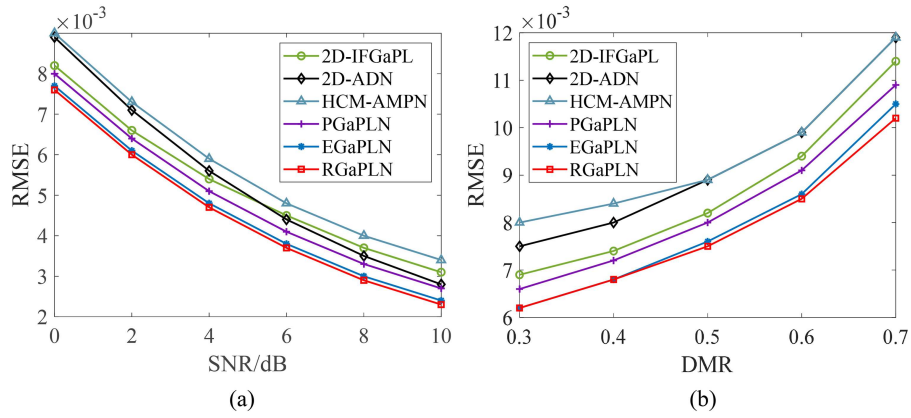 ×10⁻³
RMSE
8
7
6
5
4
3
2
0
2
4
6
8
10
SNR/dB
2D-IFGaPL
2D-ADN
HCM-AMPN
PGaPLN
EGaPLN
RGaPLN
(a)
×10⁻³
RMSE
12
11
10
9
8
7
6
0.3
0.4
0.5
0.6
0.7
DMR
2D-IFGaPL
2D-ADN
HCM-AMPN
PGaPLN
EGaPLN
RGaPLN
(b)